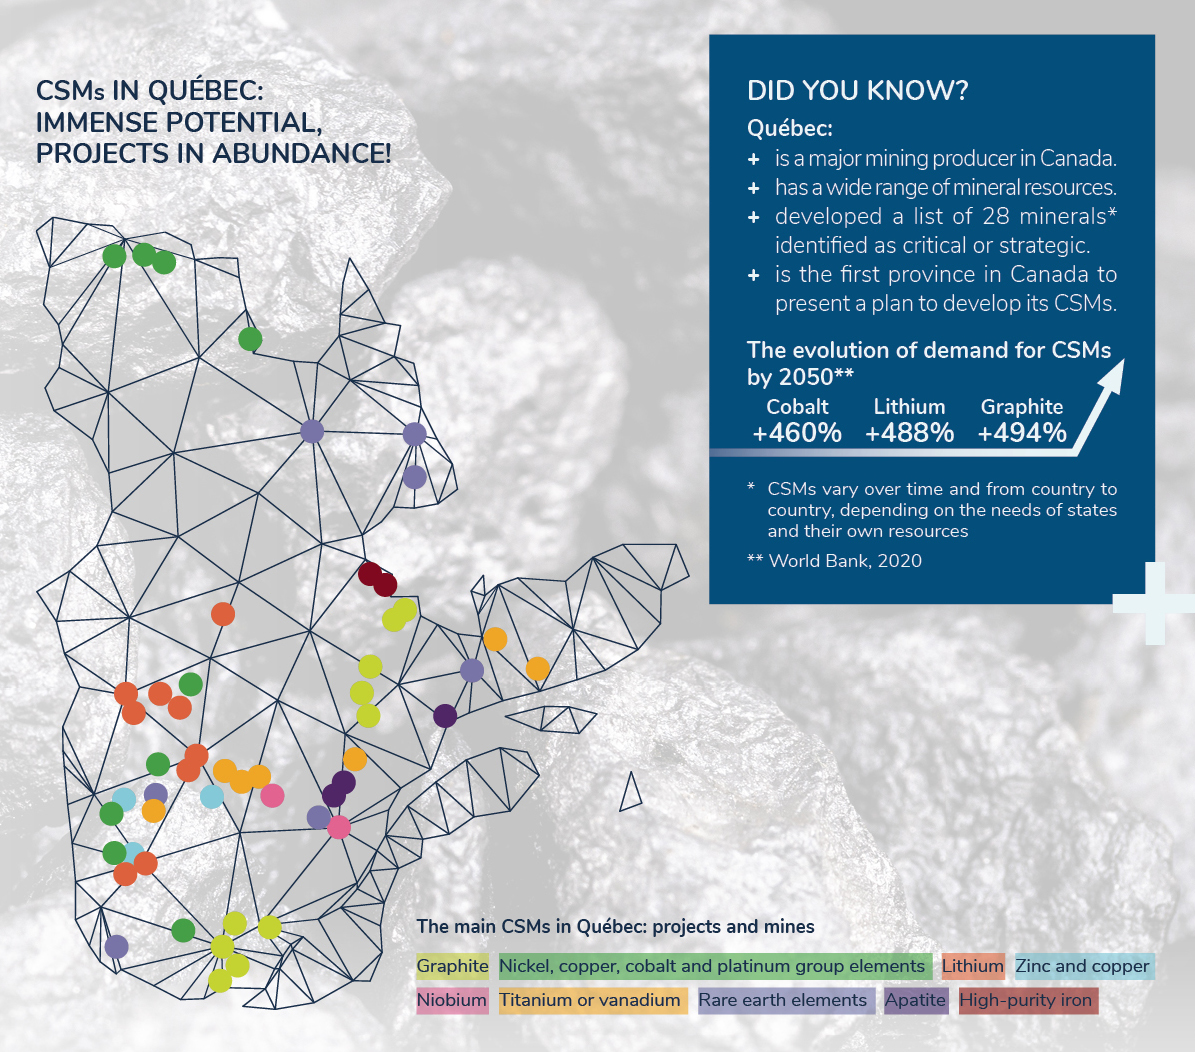 CSMs IN QUÉBEC:
IMMENSE POTENTIAL,
PROJECTS IN ABUNDANCE!
DID YOU KNOW?
Québec:
+ is a major mining producer in Canada.
+ has a wide range of mineral resources.
+ developed a list of 28 minerals*
identified as critical or strategic.
+ is the first province in Canada to
present a plan to develop its CSMs.
The evolution of demand for CSMs
by 2050**
Cobalt Lithium Graphite
+460% +488% +494%
* CSMs vary over time and from country to
country, depending on the needs of states
and their own resources
** World Bank, 2020
The main CSMs in Québec: projects and mines
Graphite Nickel, copper, cobalt and platinum group elements Lithium Zinc and copper
Niobium Titanium or vanadium Rare earth elements Apatite High-purity iron